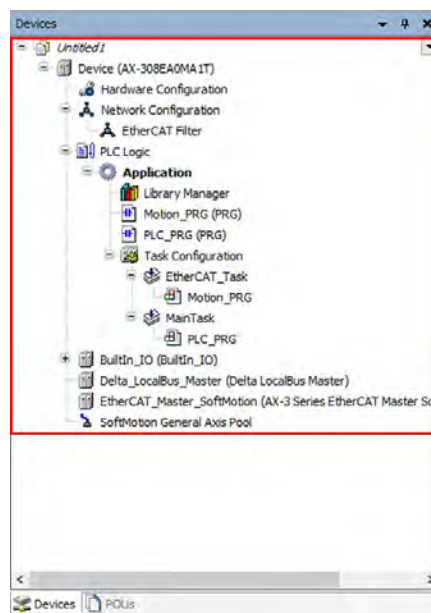 Devices
Untitled1
Device (AX-308EA0MA1T)
Hardware Configuration
Network Configuration
EtherCAT Filter
PLC Logic
Application
Library Manager
Motion_PRG (PRG)
PLC_PRG (PRG)
Task Configuration
EtherCAT_Task
Motion_PRG
MainTask
PLC_PRG
BuiltIn_IO (BuiltIn_IO)
Delta_LocalBus_Master (Delta LocalBus Master)
EtherCAT_Master_SoftMotion (AX-3 Series EtherCAT Master So
SoftMotion General Axis Pool
Devices POUs